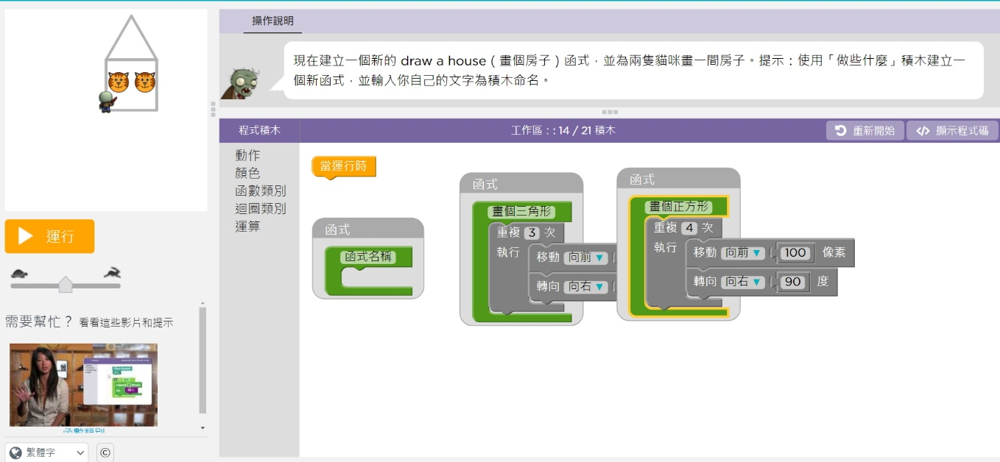 操作說明
現在建立一個新的 draw a house ( 畫個房子 ) 函式，並為兩隻貓咪畫一間房子。提示：使用「做些什麼」積木建立一
個新函式，並輸入你自己的文字為積木命名。
程式積木
工作區：: 14 / 21 積木
重新開始
顯示程式碼
動作
顏色
函數類別
迴圈類別
運算
當運行時
函式
函式名稱
函式
畫個三角形
重複 3 次
執行
移動 向前▼
轉向 向右▼
函式
畫個正方形
重複 4 次
執行
移動 向前▼ 100 像素
轉向 向右▼ 90 度
運行
需要幫忙？ 看看這些影片和提示
函數類別
繁體字
©